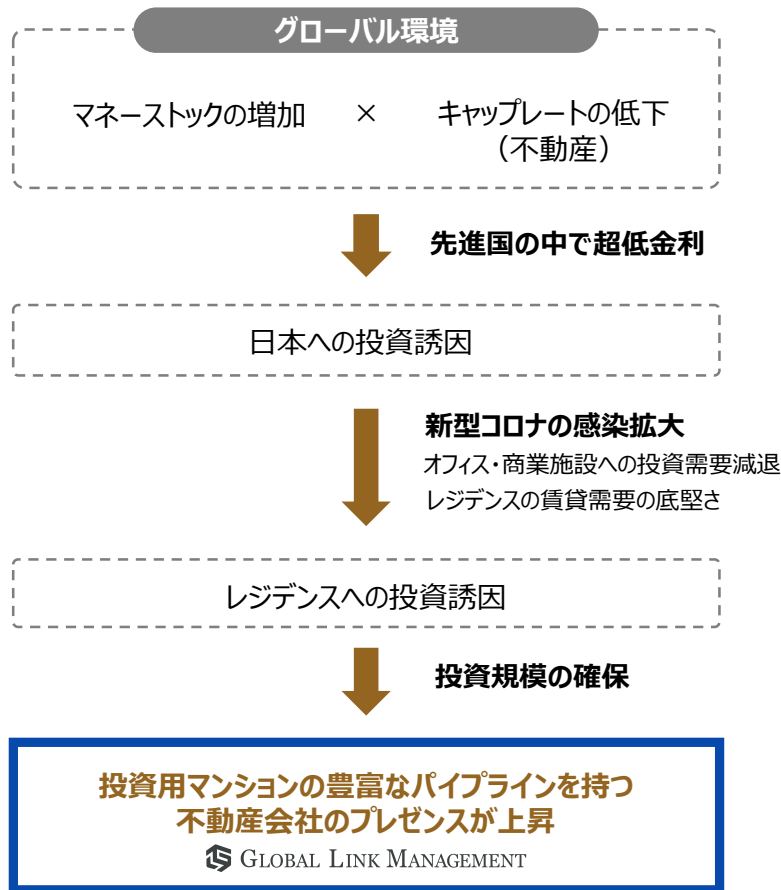 グローバル環境
マネーストックの増加 × キャップレートの低下
（不動産）
先進国の中で超低金利
日本への投資誘因
新型コロナの感染拡大
オフィス・商業施設への投資需要減退
レジデンスの賃貸需要の底堅さ
レジデンスへの投資誘因
投資規模の確保
投資用マンションの豊富なパイプラインを持つ
不動産会社のプレゼンスが上昇
GLOBAL LINK MANAGEMENT